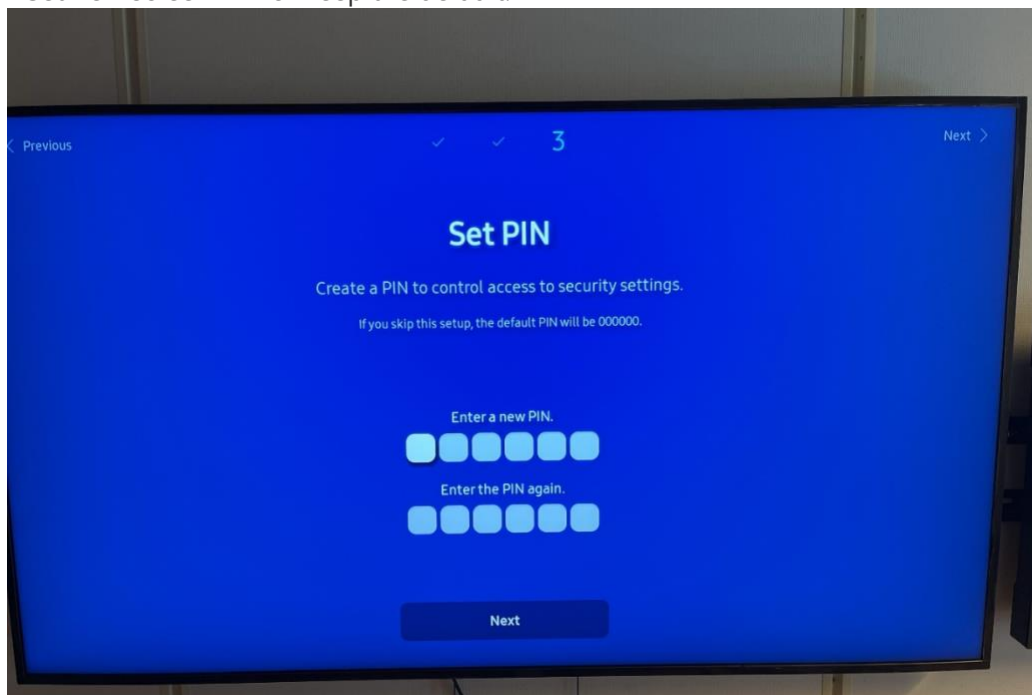 Previous
3
Next
Set PIN
Create a PIN to control access to security settings.
If you skip this setup, the default PIN will be 000000.
Enter a new PIN.
Enter the PIN again.
Next